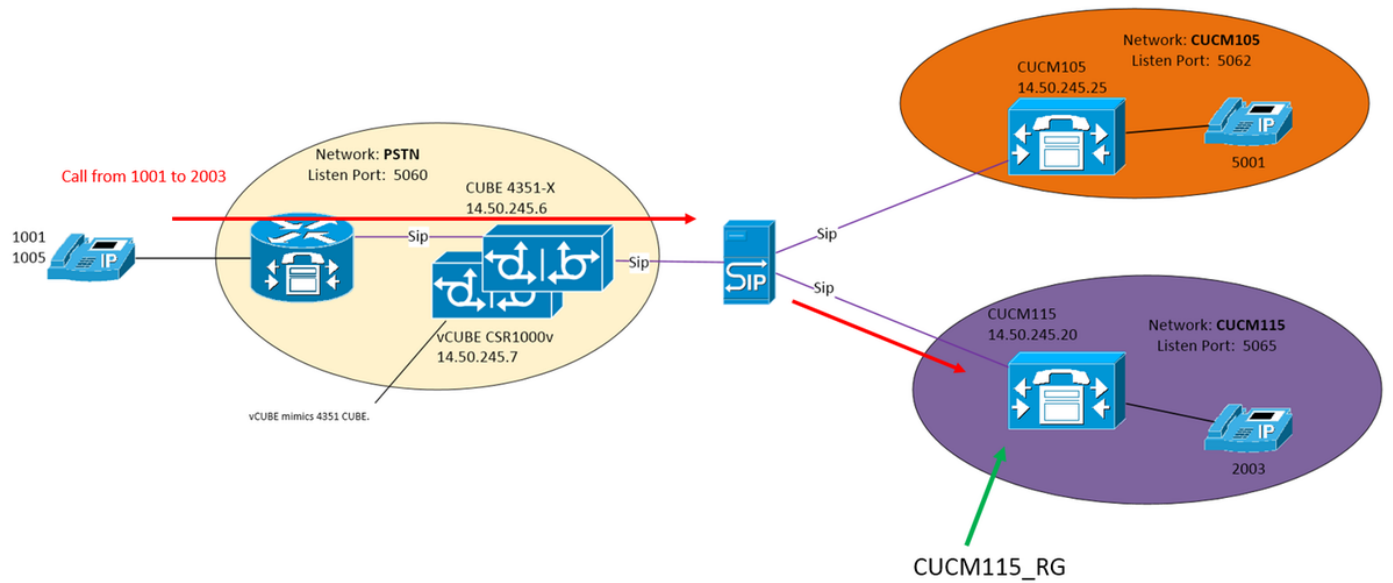 Network: PSTN
Listen Port: 5060
Call from 1001 to 2003
CUBE 4351-X
14.50.245.6
1001
1005
IP
Sip
Sip
vCUBE CSR1000v
14.50.245.7
vCUBE mimics 4351 CUBE.
SIP
Sip
Sip
Network: CUCM105
Listen Port: 5062
CUCM105
14.50.245.25
IP
5001
CUCM115
14.50.245.20
Network: CUCM115
Listen Port: 5065
IP
2003
CUCM115_RG